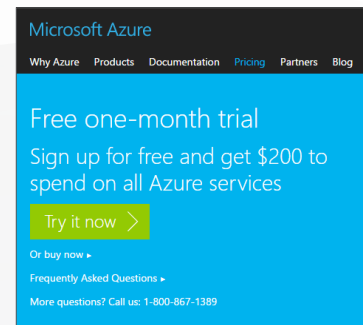 Microsoft Azure
Why Azure Products Documentation Pricing Partners Blog
Free one-month trial
Sign up for free and get $200 to
spend on all Azure services
Try it now
Or buy now ▸
Frequently Asked Questions ▸
More questions? Call us: 1-800-867-1389